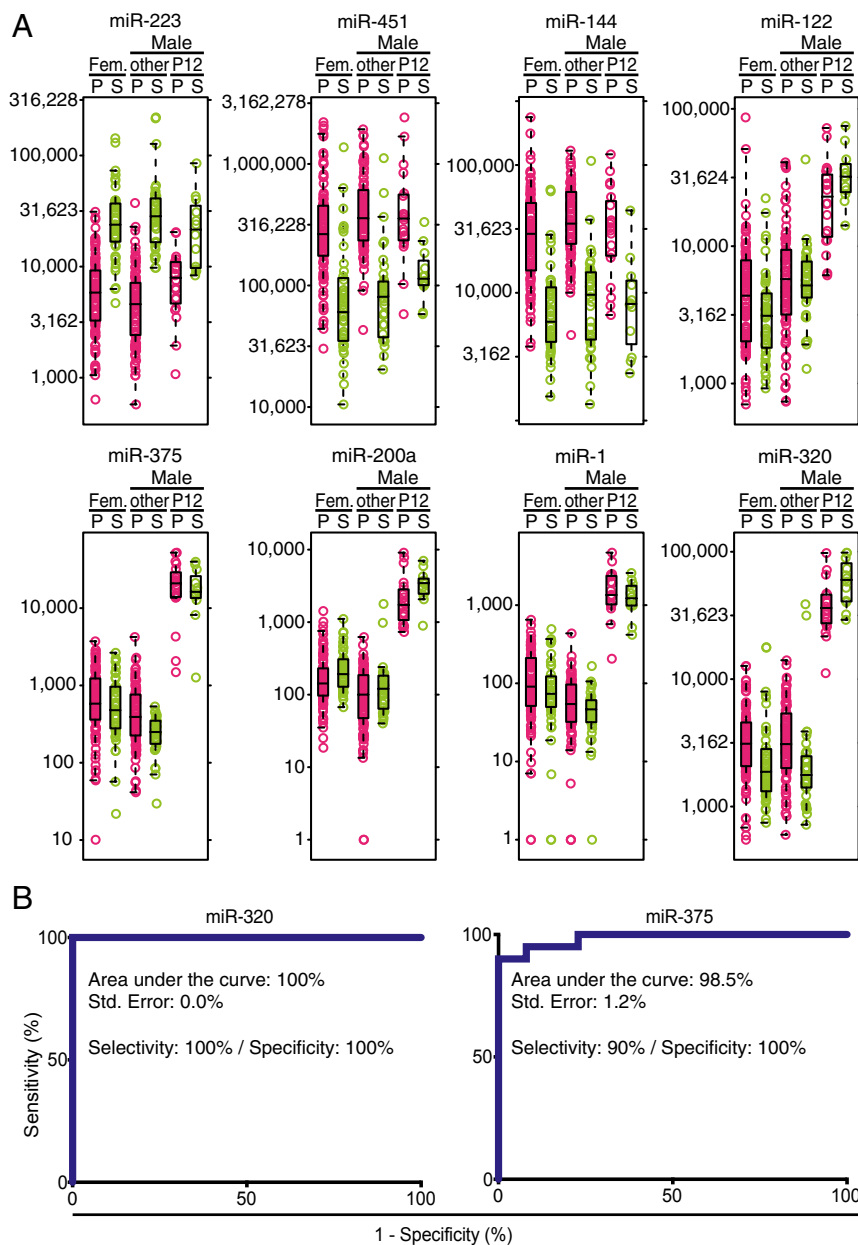 A
miR-223
Male
Fem. other P12
P S P S P S
316,228
100,000
31,623
10,000
3,162
1,000
miR-451
Male
Fem. other P12
P S P S P S
3,162,278
1,000,000
316,228
100,000
31,623
10,000
miR-144
Male
Fem. other P12
P S P S P S
100,000
31,623
10,000
3,162
miR-122
Male
Fem. other P12
P S P S P S
100,000
31,624
10,000
3,162
1,000
miR-375
Male
Fem. other P12
P S P S P S
10,000
1,000
100
10
miR-200a
Male
Fem. other P12
P S P S P S
10,000
1,000
100
10
1
miR-1
Male
Fem. other P12
P S P S P S
1,000
100
10
1
miR-320
Male
Fem. other P12
P S P S P S
100,000
31,623
10,000
3,162
1,000
B
miR-320
100
50
0
0
50
100
Sensitivity (%)
Area under the curve: 100%
Std. Error: 0.0%
Selectivity: 100% / Specificity: 100%
miR-375
100
50
0
0
50
100
Area under the curve: 98.5%
Std. Error: 1.2%
Selectivity: 90% / Specificity: 100%
1 - Specificity (%)